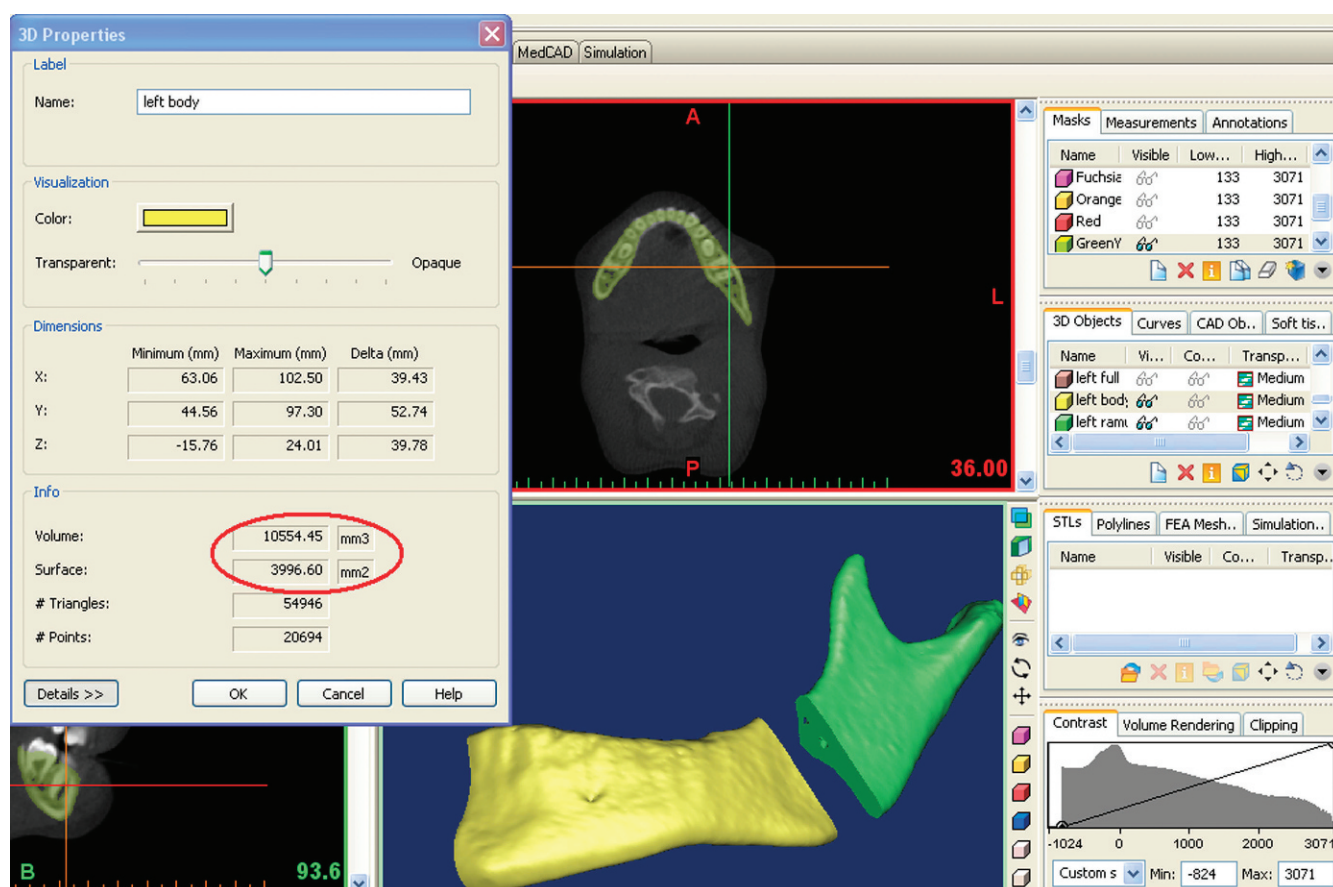 3D Properties
Label
Name: left body
Visualization
Color:
Transparent: Opaque
Dimensions
Minimum (mm) Maximum (mm) Delta (mm)
X: 63.06 102.50 39.43
Y: 44.56 97.30 52.74
Z: -15.76 24.01 39.78
Info
Volume: 10554.45 mm3
Surface: 3996.60 mm2
# Triangles: 54946
# Points: 20694
Details >> OK Cancel Help
MedCAD Simulation
A
L
P
36.00
B
93.6
Masks Measurements Annotations
Name Visible Low... High...
Fuchsia 133 3071
Orange 133 3071
Red 133 3071
GreenY 133 3071
3D Objects Curves CAD Ob.. Soft tis..
Name Vi... Co... Transp...
left full Medium
left body Medium
left ramu Medium
STLs Polylines FEA Mesh.. Simulation..
Name Visible Co... Transp..
Contrast Volume Rendering Clipping
-1024 0 1000 2000 3071
Custom s Min: -824 Max: 3071